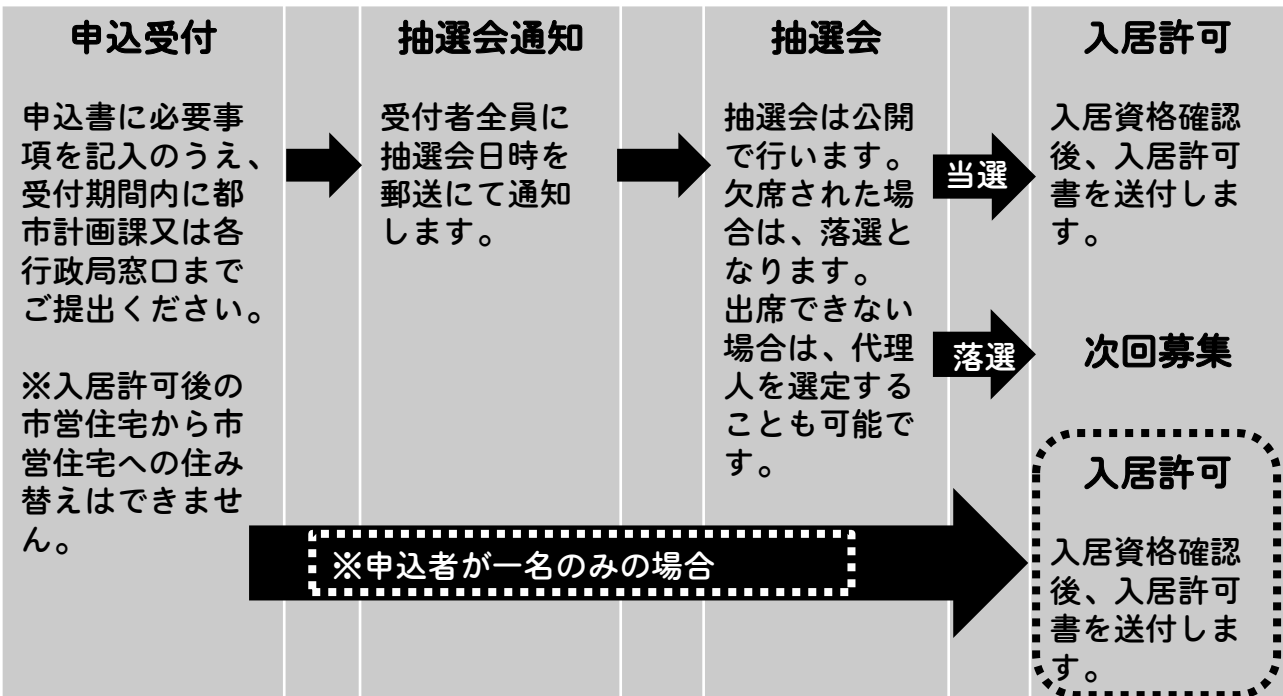 申込受付
申込書に必要事
項を記入のうえ、
受付期間内に都
市計画課又は各
行政局窓口まで
ご提出ください。
※入居許可後の
市営住宅から市
営住宅への住み
替えはできませ
ん。
抽選会通知
受付者全員に
抽選会日時を
郵送にて通知
します。
抽選会
抽選会は公開
で行います。
欠席された場
合は、落選と
なります。
出席できない
場合は、代理
人を選定する
ことも可能で
す。
当選
入居許可
入居資格確認
後、入居許可
書を送付しま
す。
落選
次回募集
※申込者が一名のみの場合
入居許可
入居資格確認
後、入居許可
書を送付しま
す。